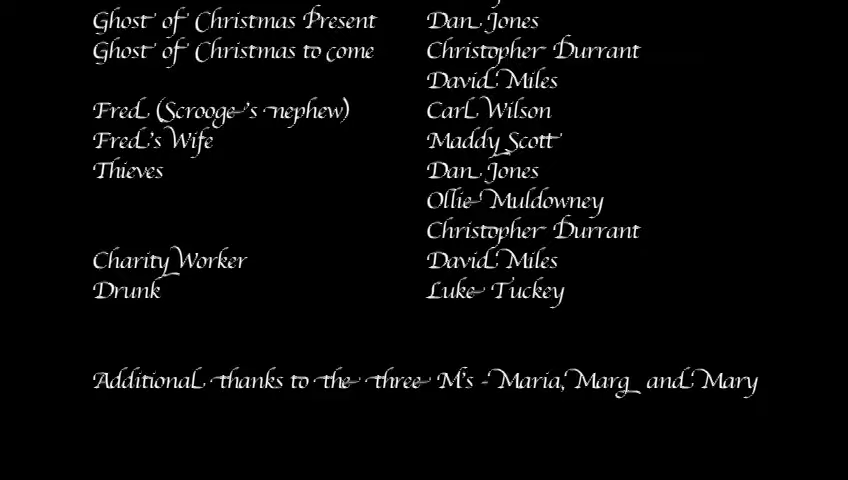 Ghost of Christmas Present Dan Jones
Ghost of Christmas to come Christopher Durrant
David Miles
Fred (Scrooge's nephew) Carl Wilson
Fred's Wife Maddy Scott
Thieves Dan Jones
Ollie Muldowney
Christopher Durrant
Charity Worker David Miles
Drunk Luke Tuckey
Additional thanks to the three M's - Maria, Marg and Mary